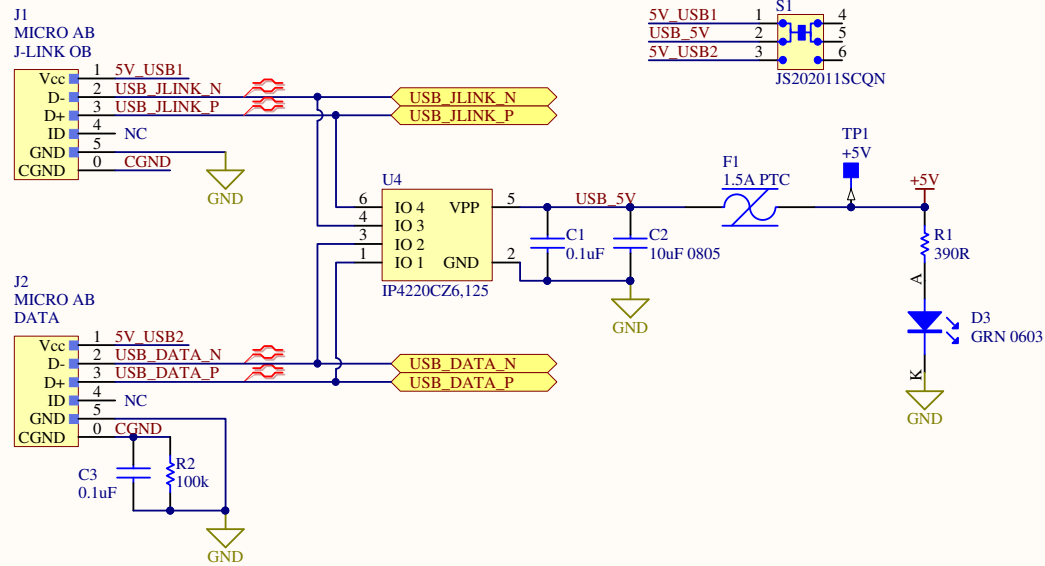 J1
MICRO AB
J-LINK OB
Vcc 1 5V_USB1
D- 2 USB_JLINK_N USB_JLINK_N
D+ 3 USB_JLINK_P USB_JLINK_P
ID 4 NC
GND 5
CGND 0 CGND
GND
S1
5V_USB1 1 4
USB_5V 2 5
5V_USB2 3 6
JS202011SCQN
U4
6 IO 4 VPP 5
4 IO 3
3 IO 2
1 IO 1 GND 2
IP4220CZ6,125
USB_5V
C1
0.1uF
C2
10uF 0805
GND
F1
1.5A PTC
TP1
+5V
+5V
R1
390R
A
D3
GRN 0603
K
GND
J2
MICRO AB
DATA
Vcc 1 5V_USB2
D- 2 USB_DATA_N USB_DATA_N
D+ 3 USB_DATA_P USB_DATA_P
ID 4 NC
GND 5
CGND 0 CGND
C3
0.1uF
R2
100k
GND